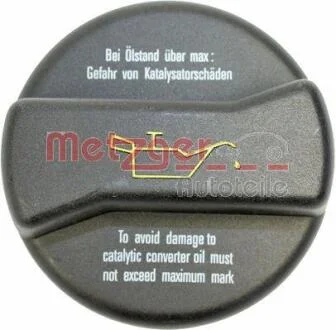 Bei Ölstand über max:
Gefahr von Katalysatorschäden
Metzger
Autoteile
To avoid damage to
catalytic converter oil must
not exceed maximum mark